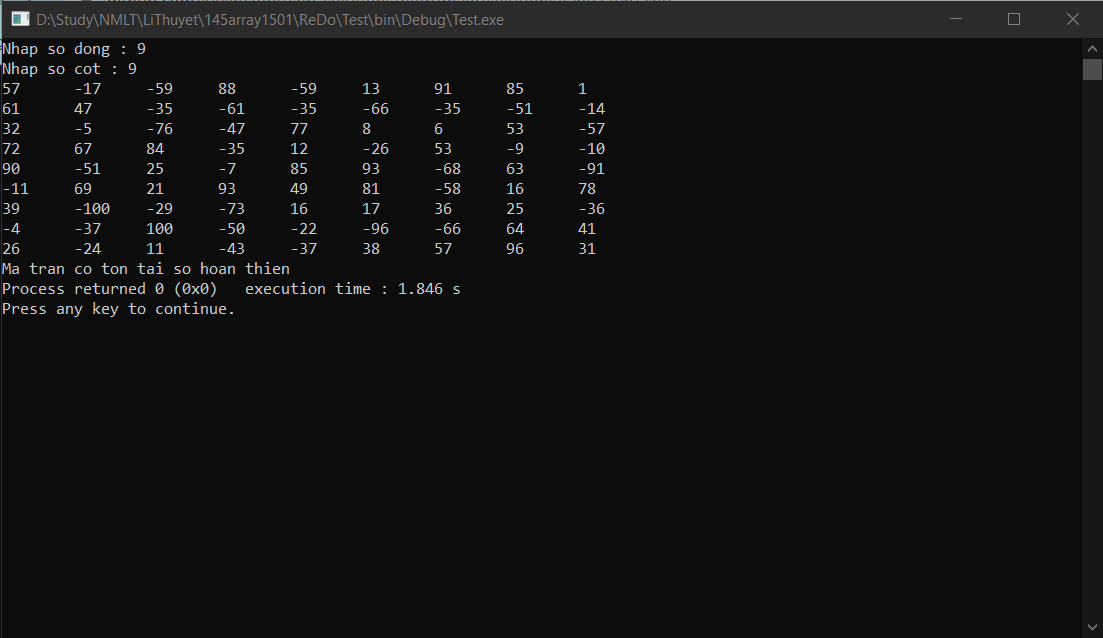 D:\Study\NMLT\LiThuyet\145array1501\ReDo\Test\bin\Debug\Test.exe
Nhap so dong : 9
Nhap so cot : 9
57 -17 -59 88 -59 13 91 85 1
61 47 -35 -61 -35 -66 -35 -51 -14
32 -5 -76 -47 77 8 6 53 -57
72 67 84 -35 12 -26 53 -9 -10
90 -51 25 -7 85 93 -68 63 -91
-11 69 21 93 49 81 -58 16 78
39 -100 -29 -73 16 17 36 25 -36
-4 -37 100 -50 -22 -96 -66 64 41
26 -24 11 -43 -37 38 57 96 31
Ma tran co ton tai so hoan thien
Process returned 0 (0x0)   execution time : 1.846 s
Press any key to continue.